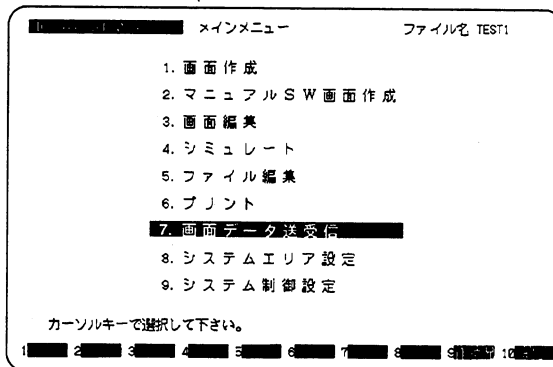 メインメニュー ファイル名 TEST1
1. 画面作成
2. マニュアルSW画面作成
3. 画面編集
4. シミュレート
5. ファイル編集
6. プリント
7. 画面データ送受信
8. システムエリア設定
9. システム制御設定
カーソルキーで選択して下さい。
1 2 3 4 5 6 7 8 9 10